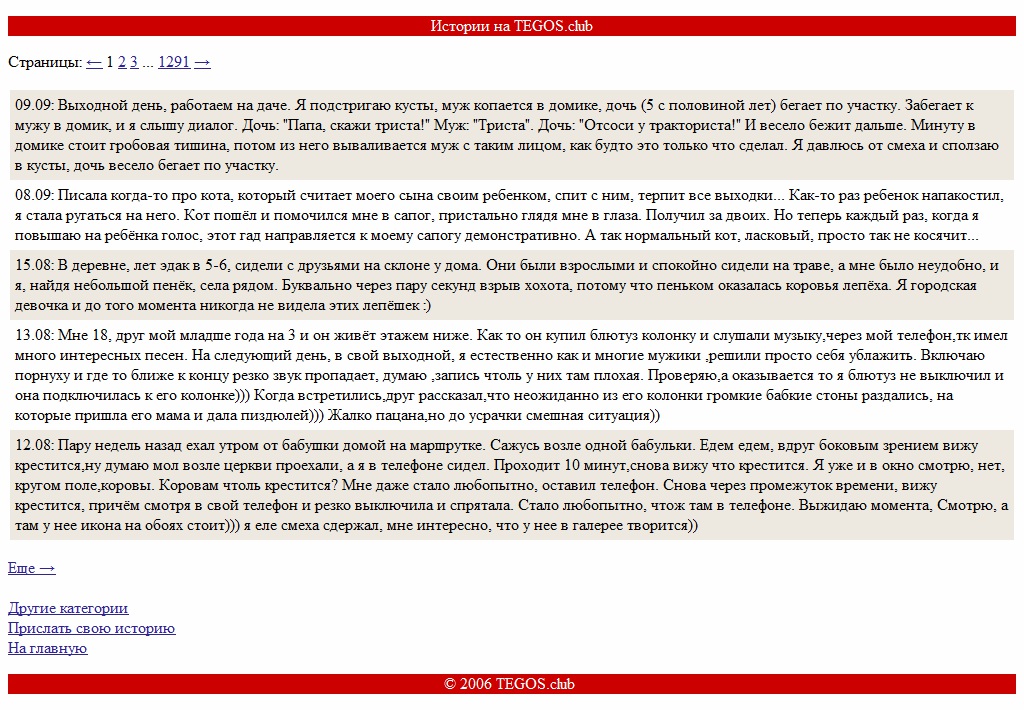 Истории на TEGOS.club
Страницы: ← 1 2 3 ... 1291 →
09.09: Выходной день, работаем на даче. Я подстригаю кусты, муж копается в домике, дочь (5 с половиной лет) бегает по участку. Забегает к
мужу в домик, и я слышу диалог. Дочь: "Папа, скажи триста!" Муж: "Триста". Дочь: "Отсоси у тракториста!" И весело бежит дальше. Минуту в
домике стоит гробовая тишина, потом из него вываливается муж с таким лицом, как будто это только что сделал. Я давлюсь от смеха и сползаю
в кусты, дочь весело бегает по участку.
08.09: Писала когда-то про кота, который считает моего сына своим ребенком, спит с ним, терпит все выходки... Как-то раз ребенок напакостил,
я стала ругаться на него. Кот пошёл и помочился мне в сапог, пристально глядя мне в глаза. Получил за двоих. Но теперь каждый раз, когда я
повышаю на ребёнка голос, этот гад направляется к моему сапогу демонстративно. А так нормальный кот, ласковый, просто так не косячит...
15.08: В деревне, лет эдак в 5-6, сидели с друзьями на склоне у дома. Они были взрослыми и спокойно сидели на траве, а мне было неудобно, и
я, найдя небольшой пенёк, села рядом. Буквально через пару секунд взрыв хохота, потому что пеньком оказалась коровья лепёха. Я городская
девочка и до того момента никогда не видела этих лепёшек :)
13.08: Мне 18, друг мой младше года на 3 и он живёт этажем ниже. Как то он купил блютуз колонку и слушали музыку,через мой телефон,тк имел
много интересных песен. На следующий день, в свой выходной, я естественно как и многие мужики ,решили просто себя ублажить. Включаю
порнуху и где то ближе к концу резко звук пропадает, думаю ,запись чтоль у них там плохая. Проверяю,а оказывается то я блютуз не выключил и
она подключилась к его колонке))) Когда встретились,друг рассказал,что неожиданно из его колонки громкие бабкие стоны раздались, на
которые пришла его мама и дала пиздюлей))) Жалко пацана,но до усрачки смешная ситуация))
12.08: Пару недель назад ехал утром от бабушки домой на маршрутке. Сажусь возле одной бабульки. Едем едем, вдруг боковым зрением вижу
крестится,ну думаю мол возле церкви проехали, а я в телефоне сидел. Проходит 10 минут,снова вижу что крестится. Я уже и в окно смотрю, нет,
кругом поле,коровы. Коровам чтоль крестится? Мне даже стало любопытно, оставил телефон. Снова через промежуток времени, вижу
крестится, причём смотря в свой телефон и резко выключила и спрятала. Стало любопытно, чтож там в телефоне. Выжидаю момента, Смотрю, а
там у нее икона на обоях стоит))) я еле смеха сдержал, мне интересно, что у нее в галерее творится))
Еще →
Другие категории
Прислать свою историю
На главную
© 2006 TEGOS.club